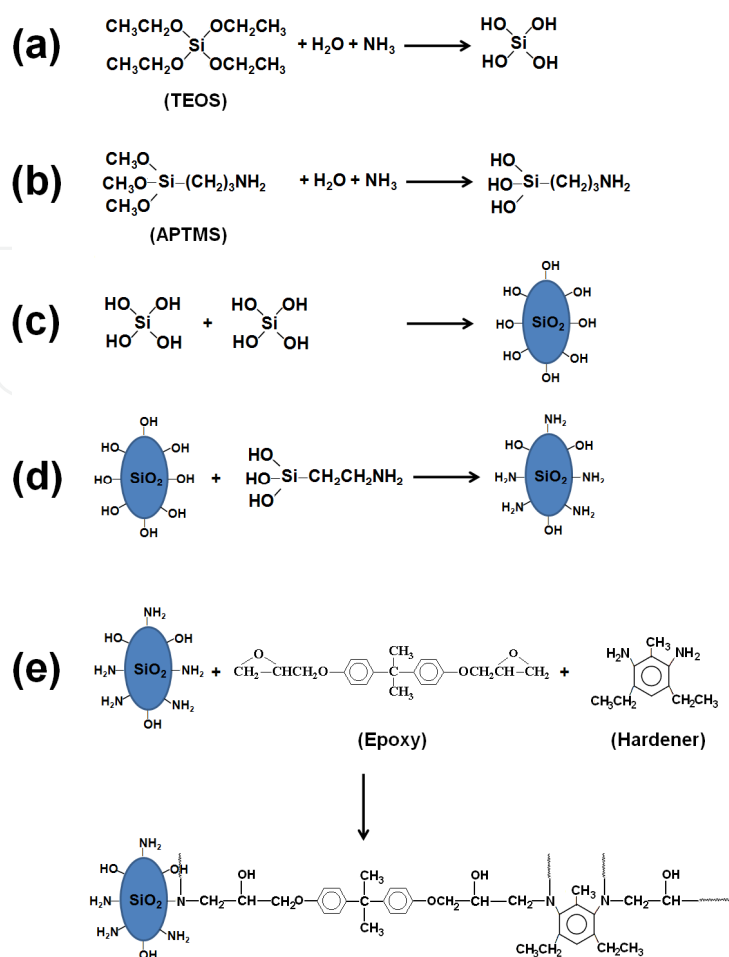 (a)
CH₃CH₂O OCH₂CH₃
Si + H₂O + NH₃
CH₃CH₂O OCH₂CH₃
(TEOS)
HO OH
Si
HO OH
(b)
CH₃O
CH₃O–Si–(CH₂)₃NH₂ + H₂O + NH₃
CH₃O
(APTMS)
HO
HO–Si–(CH₂)₃NH₂
HO
(c)
HO OH
Si
HO OH
+
HO OH
Si
HO OH
OH
HO OH
HO SiO₂ OH
HO OH
OH
(d)
OH
HO OH
HO SiO₂ OH
HO OH
OH
+
HO
HO–Si–CH₂CH₂NH₂
HO
NH₂
HO OH
H₂N SiO₂ NH₂
H₂N NH₂
OH
(e)
NH₂
HO OH
H₂N SiO₂ NH₂
H₂N NH₂
OH
+
O CH₃ O
CH₂–CHCH₂O C OCH₂CH–CH₂
CH₃
(Epoxy)
+
CH₃
H₂N NH₂
CH₃CH₂ CH₂CH₃
(Hardener)
NH₂
HO OH
H₂N SiO₂ N–CH₂–CH–CH₂O C OCH₂–CH–CH₂–N N–CH₂–CH
H₂N NH₂
OH
OH CH₃ OH OH
CH₃ CH₃
CH₃CH₂ CH₂CH₃